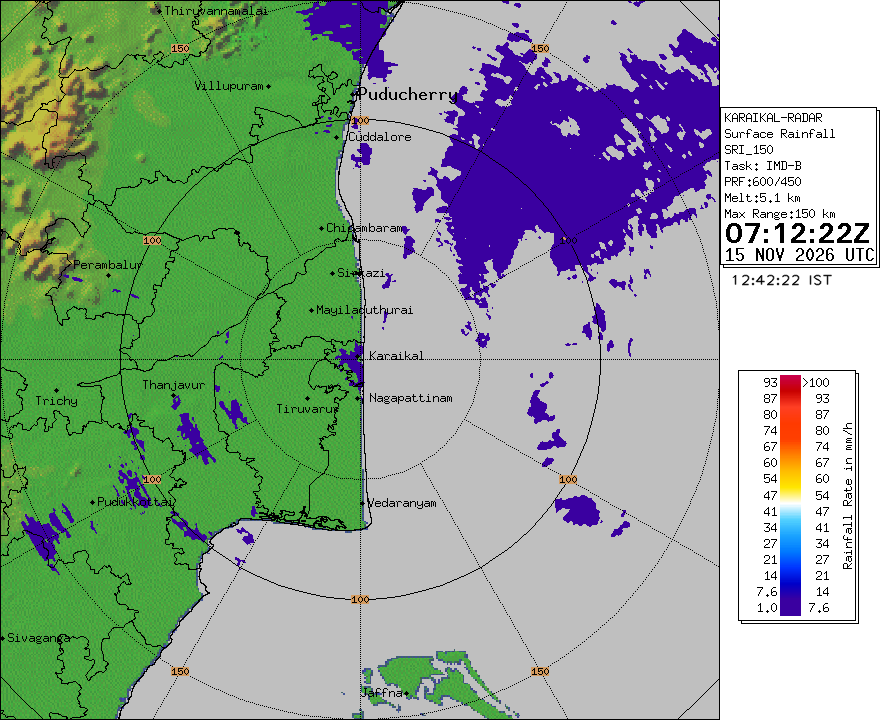 Thiruvannamalai
150
150
Villupuram
Puducherry
100
Cuddalore
Chidambaram
100
100
Perambalur
Sirkazi
Mayiladuthurai
Karaikal
Thanjavur
Trichy
Tiruvarur
Nagapattinam
100
100
Pudukkottai
Vedaranyam
100
Sivaganga
150
150
Jaffna
KARAIKAL-RADAR
Surface Rainfall
SRI_150
Task: IMD-B
PRF:600/450
Melt:5.1 km
Max Range:150 km
07:12:22Z
15 NOV 2026 UTC
12:42:22 IST
93 >100
87 93
80 87
74 80
67 74
60 67
54 60
47 54
41 47
34 41
27 34
21 27
14 21
7.6 14
1.0 7.6
Rainfall Rate in mm/h